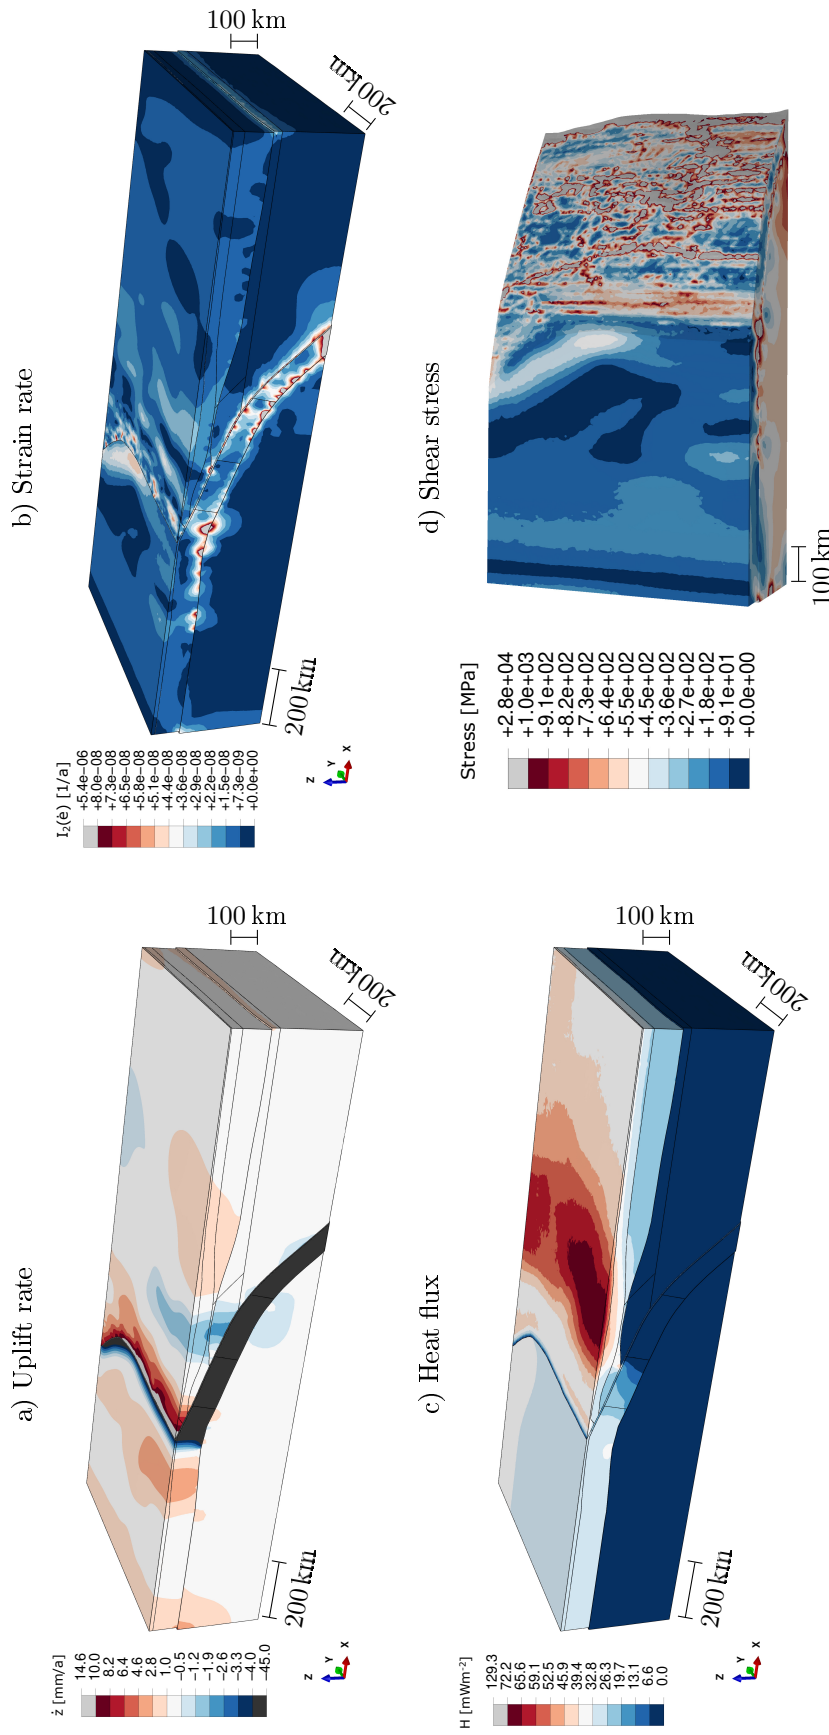 a) Uplift rate
ż [mm/a]
14.6
10.0
8.2
6.4
4.6
2.8
1.0
−0.5
−1.2
−1.9
−2.6
−3.3
−4.0
−45.0
Z
Y
X
200 km
200 km
100 km
b) Strain rate
I₂(ė) [1/a]
+5.4e−06
+8.0e−08
+7.3e−08
+6.5e−08
+5.8e−08
+5.1e−08
+4.4e−08
+3.6e−08
+2.9e−08
+2.2e−08
+1.5e−08
+7.3e−09
+0.0e+00
Z
Y
X
200 km
200 km
100 km
c) Heat flux
H [mWm⁻²]
129.3
72.2
65.6
59.1
52.5
45.9
39.4
32.8
26.3
19.7
13.1
6.6
0.0
Z
Y
X
200 km
200 km
100 km
d) Shear stress
Stress [MPa]
+2.8e+04
+1.0e+03
+9.1e+02
+8.2e+02
+7.3e+02
+6.4e+02
+5.5e+02
+4.5e+02
+3.6e+02
+2.7e+02
+1.8e+02
+9.1e+01
+0.0e+00
100 km